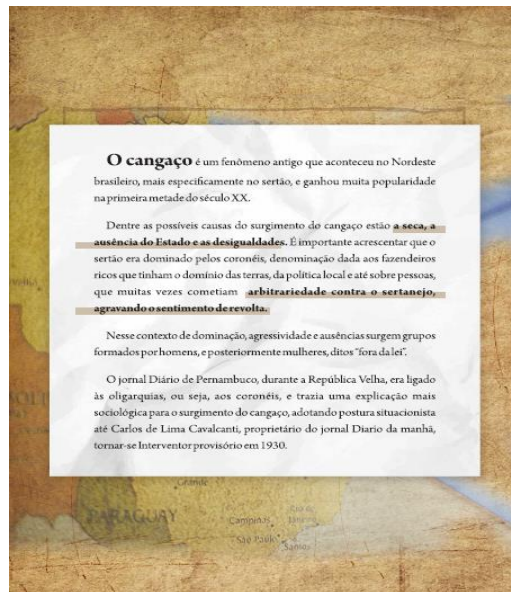 O cangaço é um fenômeno antigo que aconteceu no Nordeste
brasileiro, mais especificamente no sertão, e ganhou muita popularidade
na primeira metade do século XX.
Dentre as possíveis causas do surgimento do cangaço estão a seca, a
ausência do Estado e as desigualdades. É importante acrescentar que o
sertão era dominado pelos coronéis, denominação dada aos fazendeiros
ricos que tinham o domínio das terras, da política local e até sobre pessoas,
que muitas vezes cometiam arbitrariedade contra o sertanejo,
agravando o sentimento de revolta.
Nesse contexto de dominação, agressividade e ausências surgem grupos
formados por homens, e posteriormente mulheres, ditos "fora da lei".
O jornal Diário de Pernambuco, durante a República Velha, era ligado
às oligarquias, ou seja, aos coronéis, e trazia uma explicação mais
sociológica para o surgimento do cangaço, adotando postura situacionista
até Carlos de Lima Cavalcanti, proprietário do jornal Diario da manhã,
tornar-se Interventor provisório em 1930.
Grande
PARAGUAY
Campinas
São Paulo
Santos